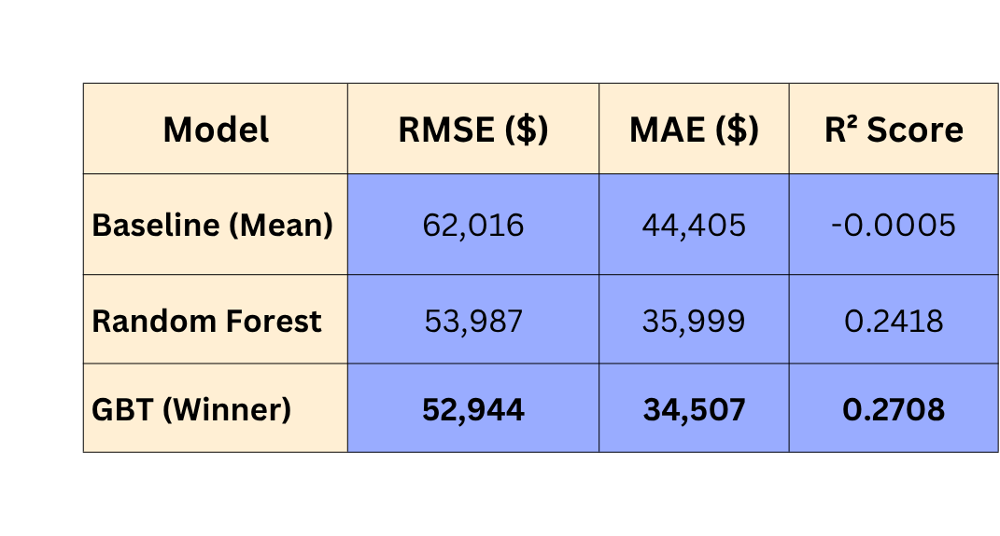 Model RMSE ($) MAE ($) R² Score
Baseline (Mean) 62,016 44,405 -0.0005
Random Forest 53,987 35,999 0.2418
GBT (Winner) 52,944 34,507 0.2708